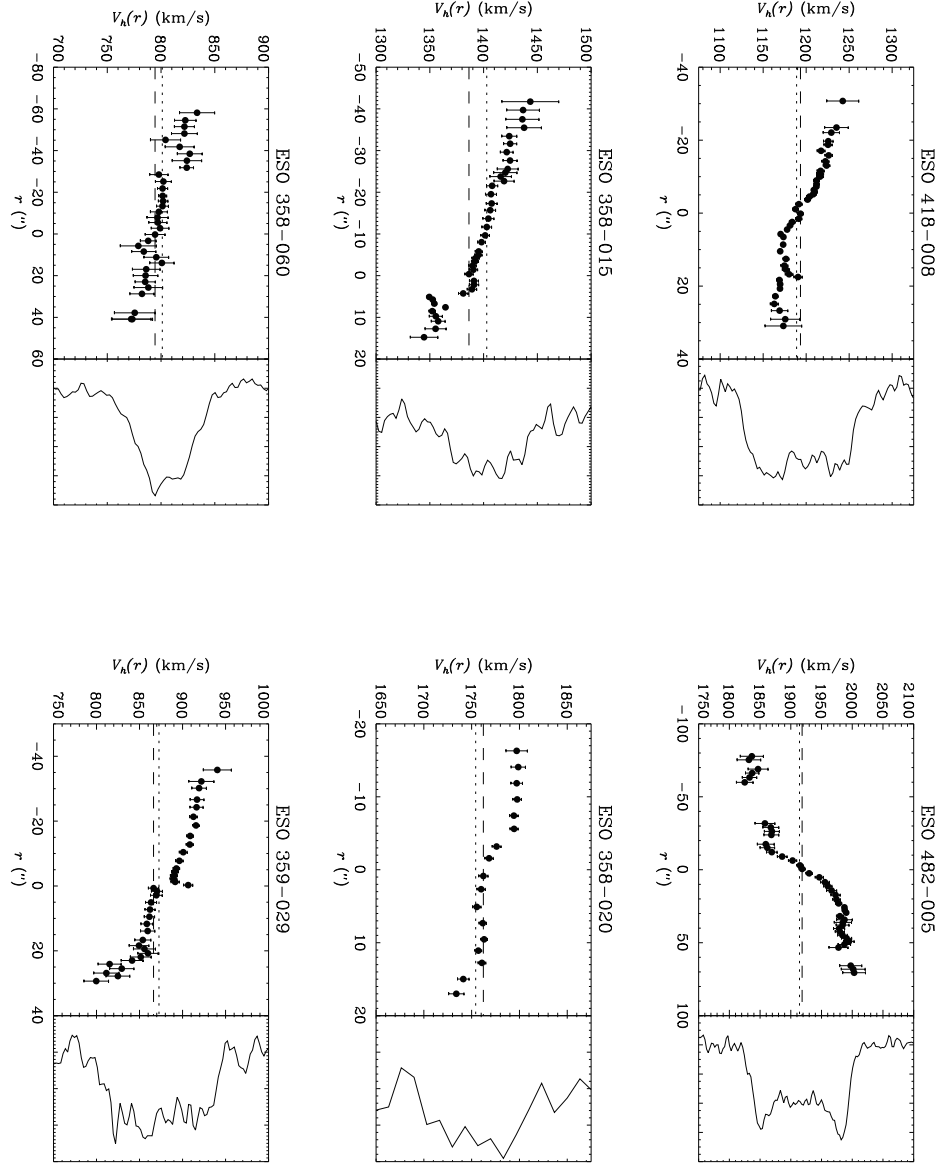 ESO 418−008
V_h(r) (km/s)
1300
1250
1200
1150
1100
−40 −20 0 20 40
r (")
ESO 482−005
V_h(r) (km/s)
2100
2050
2000
1950
1900
1850
1800
1750
−100 −50 0 50 100
r (")
ESO 358−015
V_h(r) (km/s)
1500
1450
1400
1350
1300
−50 −40 −30 −20 −10 0 10 20
r (")
ESO 358−020
V_h(r) (km/s)
1850
1800
1750
1700
1650
−20 −10 0 10 20
r (")
ESO 358−060
V_h(r) (km/s)
900
850
800
750
700
−80 −60 −40 −20 0 20 40 60
r (")
ESO 359−029
V_h(r) (km/s)
1000
950
900
850
800
750
−40 −20 0 20 40
r (")